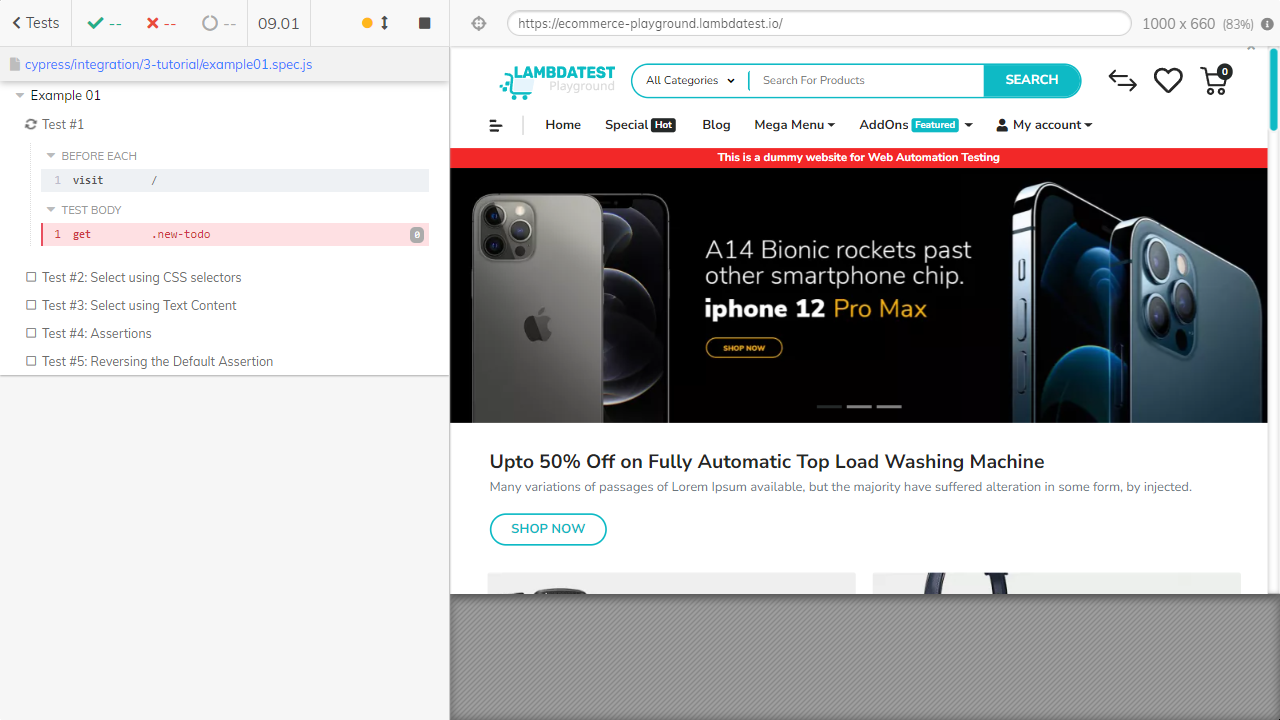 Tests
--
--
--
09.01
https://ecommerce-playground.lambdatest.io/
1000 x 660 (83%)
cypress/integration/3-tutorial/example01.spec.js
Example 01
Test #1
BEFORE EACH
1 visit /
TEST BODY
1 get .new-todo 0
Test #2: Select using CSS selectors
Test #3: Select using Text Content
Test #4: Assertions
Test #5: Reversing the Default Assertion
LAMBDATEST
Playground
All Categories
Search For Products
SEARCH
0
Home
Special Hot
Blog
Mega Menu
AddOns Featured
My account
This is a dummy website for Web Automation Testing
A14 Bionic rockets past
other smartphone chip.
iphone 12 Pro Max
SHOP NOW
Upto 50% Off on Fully Automatic Top Load Washing Machine
Many variations of passages of Lorem Ipsum available, but the majority have suffered alteration in some form, by injected.
SHOP NOW